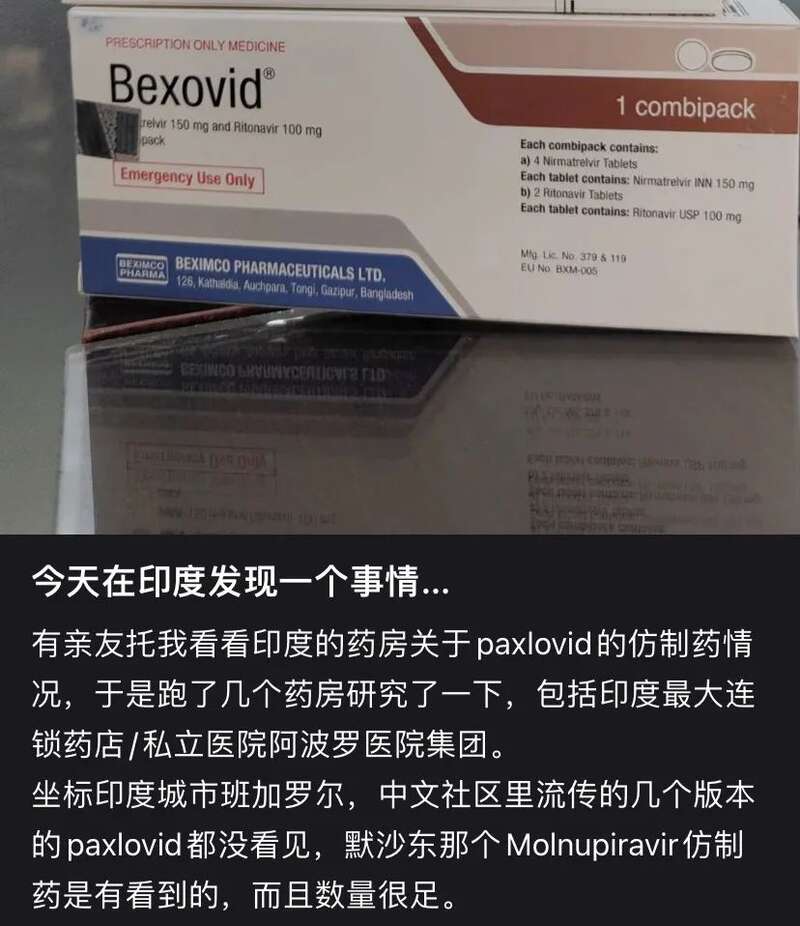 PRESCRIPTION ONLY MEDICINE
Bexovid®
relvir 150 mg and Ritonavir 100 mg
pack
Emergency Use Only
BEXIMCO
PHARMA
BEXIMCO PHARMACEUTICALS LTD.
126, Kathaldia, Auchpara, Tongi, Gazipur, Bangladesh
1 combipack
Each combipack contains:
a) 4 Nirmatrelvir Tablets
Each tablet contains: Nirmatrelvir INN 150 mg
b) 2 Ritonavir Tablets
Each tablet contains: Ritonavir USP 100 mg
Mfg. Lic. No. 379 & 119
EU No. BXM-005
今天在印度发现一个事情...
有亲友托我看看印度的药房关于paxlovid的仿制药情
况，于是跑了几个药房研究了一下，包括印度最大连
锁药店/私立医院阿波罗医院集团。
坐标印度城市班加罗尔，中文社区里流传的几个版本
的paxlovid都没看见，默沙东那个Molnupiravir仿制
药是有看到的，而且数量很足。